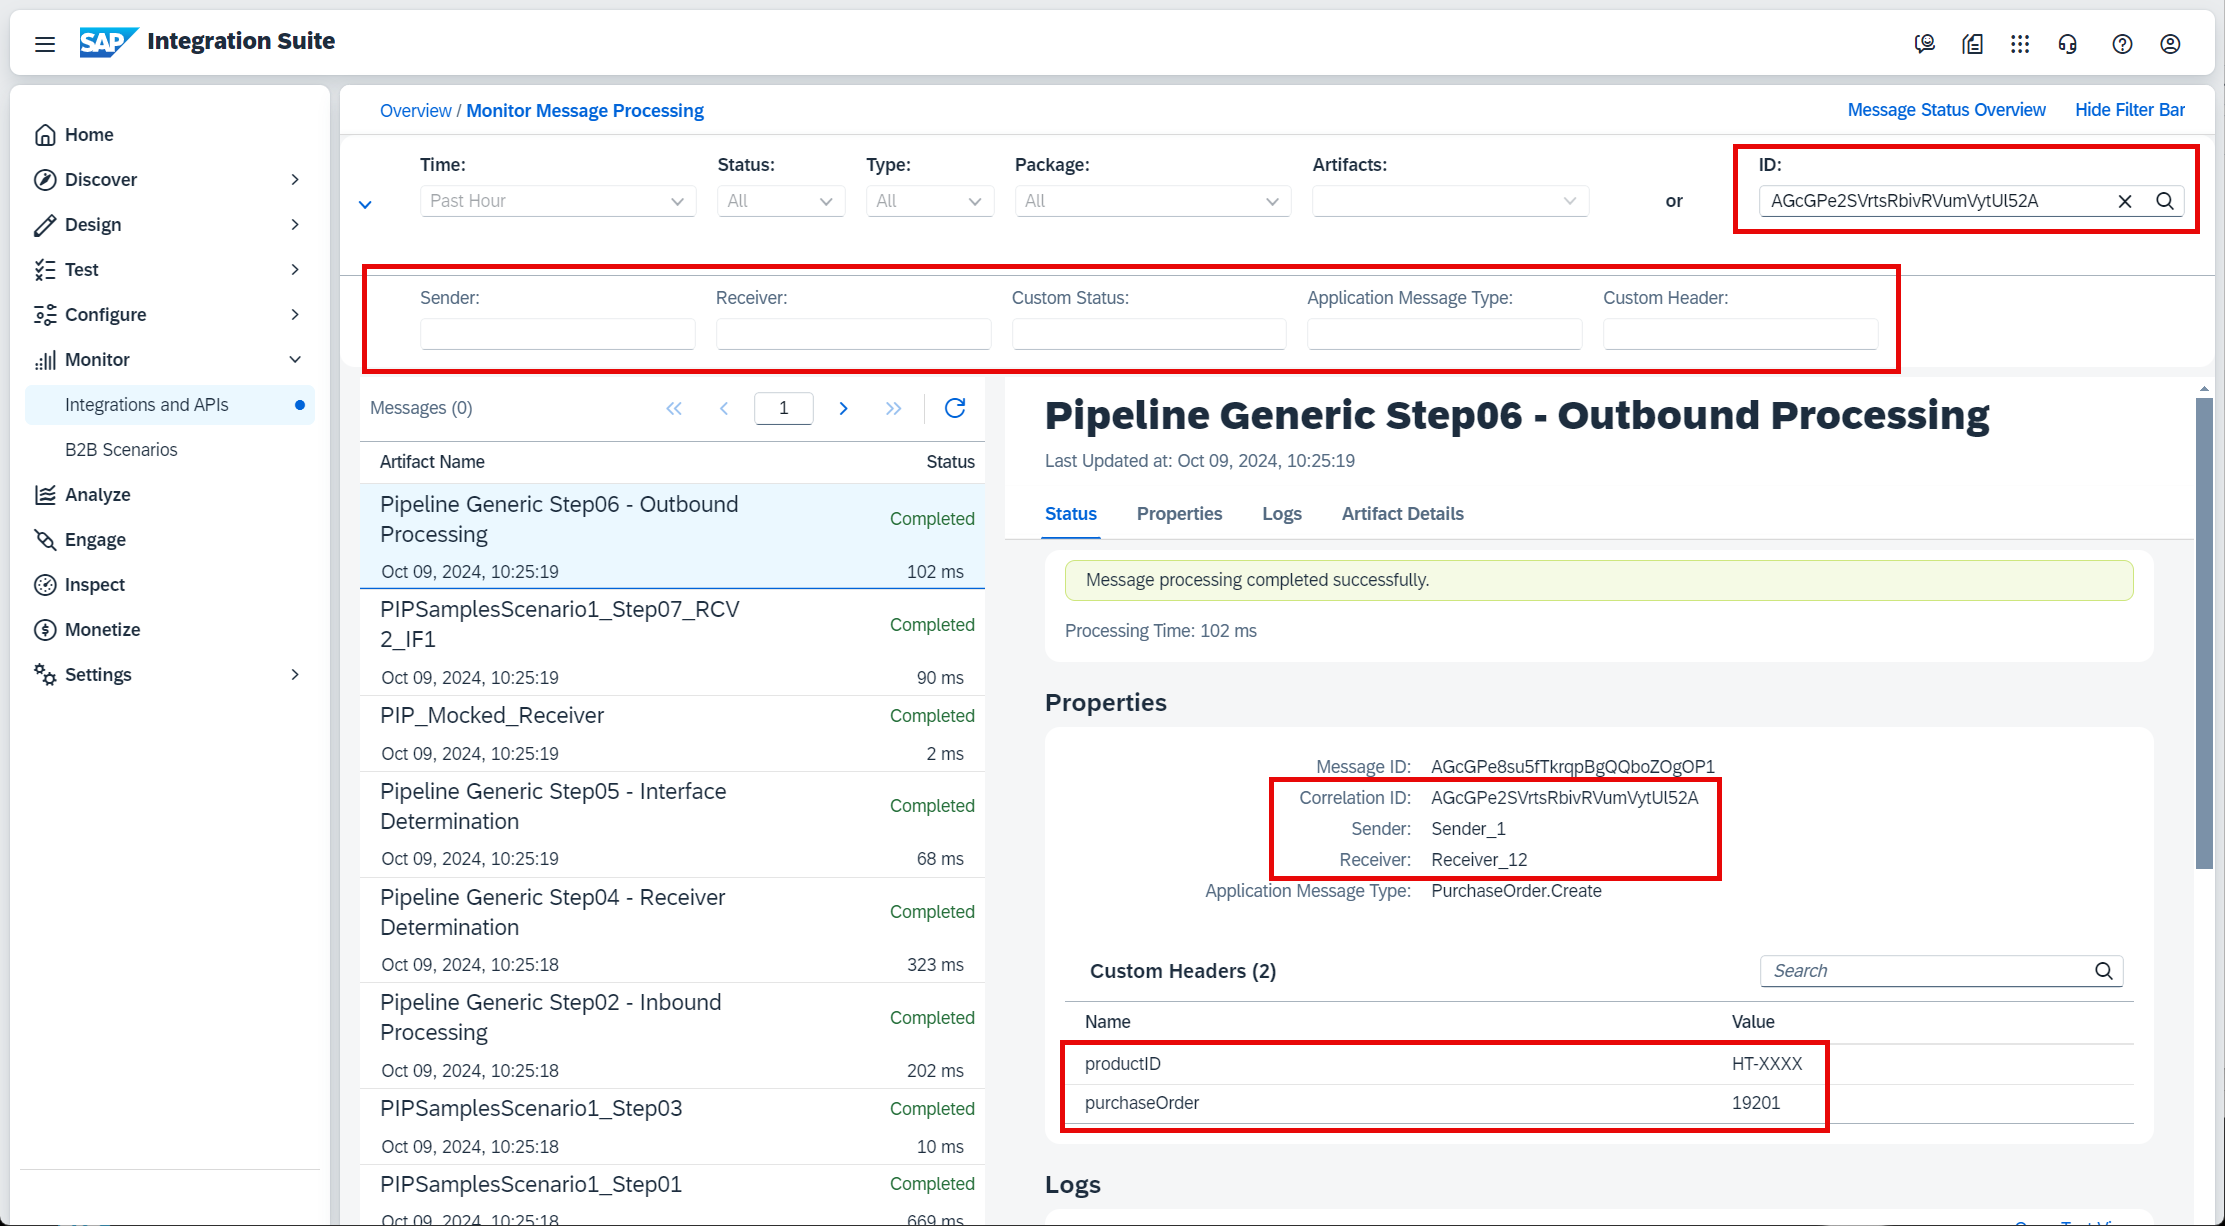 SAP Integration Suite
Home
Discover
Design
Test
Configure
Monitor
Integrations and APIs
B2B Scenarios
Analyze
Engage
Inspect
Monetize
Settings
Overview / Monitor Message Processing
Message Status Overview
Hide Filter Bar
Time:
Status:
Type:
Package:
Artifacts:
ID:
Past Hour
All
All
All
or
AGcGPe2SVrtsRbivRVumVytUl52A
Sender:
Receiver:
Custom Status:
Application Message Type:
Custom Header:
Messages (0)
1
Artifact Name
Status
Pipeline Generic Step06 - Outbound
Processing
Completed
Oct 09, 2024, 10:25:19
102 ms
PIPSamplesScenario1_Step07_RCV
2_IF1
Completed
Oct 09, 2024, 10:25:19
90 ms
PIP_Mocked_Receiver
Completed
Oct 09, 2024, 10:25:19
2 ms
Pipeline Generic Step05 - Interface
Determination
Completed
Oct 09, 2024, 10:25:19
68 ms
Pipeline Generic Step04 - Receiver
Determination
Completed
Oct 09, 2024, 10:25:18
323 ms
Pipeline Generic Step02 - Inbound
Processing
Completed
Oct 09, 2024, 10:25:18
202 ms
PIPSamplesScenario1_Step03
Completed
Oct 09, 2024, 10:25:18
10 ms
PIPSamplesScenario1_Step01
Completed
Oct 09, 2024, 10:25:18
669 ms
Pipeline Generic Step06 - Outbound Processing
Last Updated at: Oct 09, 2024, 10:25:19
Status
Properties
Logs
Artifact Details
Message processing completed successfully.
Processing Time: 102 ms
Properties
Message ID: AGcGPe8su5fTkrqpBgQQboZOgOP1
Correlation ID: AGcGPe2SVrtsRbivRVumVytUl52A
Sender: Sender_1
Receiver: Receiver_12
Application Message Type: PurchaseOrder.Create
Custom Headers (2)
Search
Name
Value
productID
HT-XXXX
purchaseOrder
19201
Logs